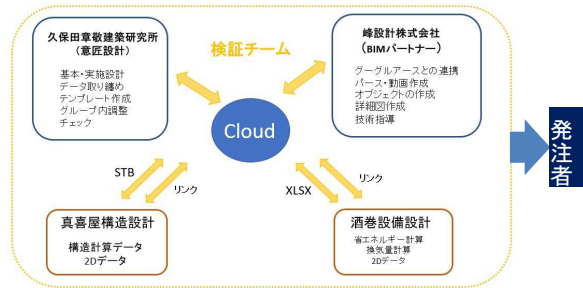 久保田章敬建築研究所
(意匠設計)
基本・実施設計
データ取り纏め
テンプレート作成
グループ内調整
チェック
検証チーム
峰設計株式会社
(BIMパートナー)
グーグルアースとの連携
パース・動画作成
オブジェクトの作成
詳細図作成
技術指導
Cloud
発注者
STB
リンク
XLSX
リンク
真喜屋構造設計
構造計算データ
2Dデータ
酒巻設備設計
省エネルギー計算
換気量計算
2Dデータ